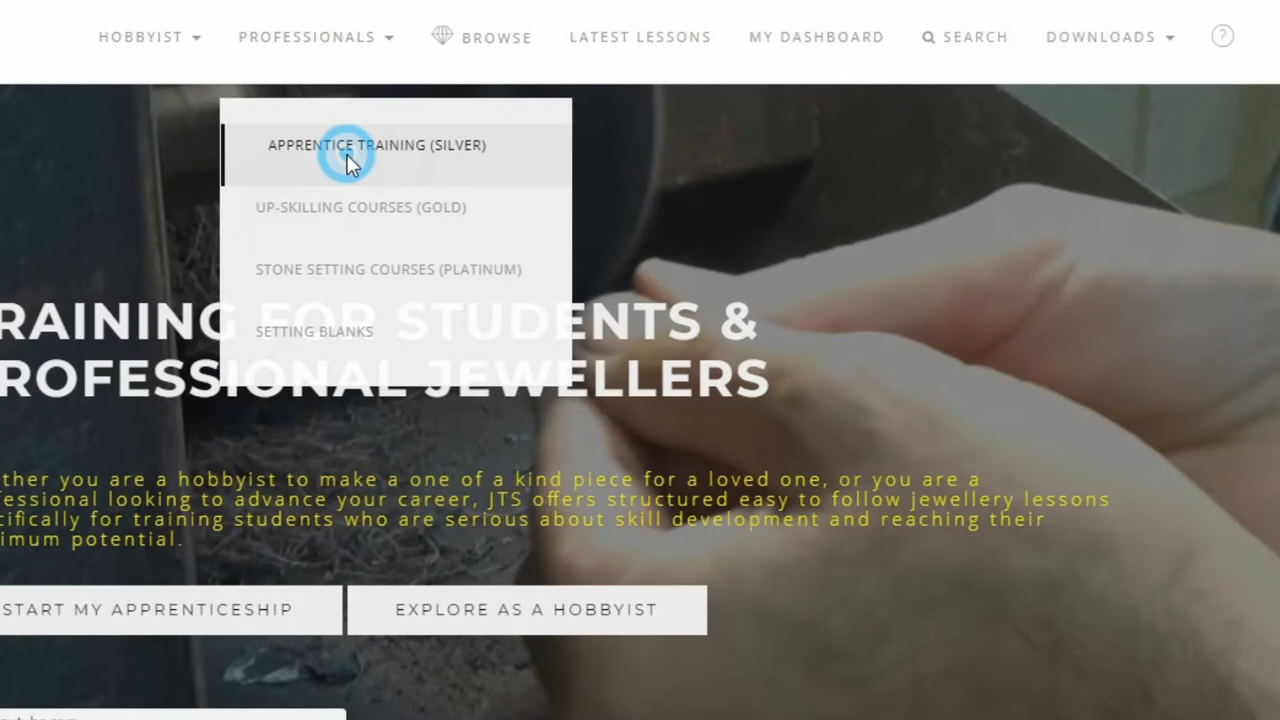 HOBBYIST
PROFESSIONALS
BROWSE
LATEST LESSONS
MY DASHBOARD
SEARCH
DOWNLOADS
?
APPRENTICE TRAINING (SILVER)
UP-SKILLING COURSES (GOLD)
STONE SETTING COURSES (PLATINUM)
SETTING BLANKS
RAINING FOR STUDENTS &
ROFESSIONAL JEWELLERS
ther you are a hobbyist to make a one of a kind piece for a loved one, or you are a
essional looking to advance your career, JTS offers structured easy to follow jewellery lessons
cifically for training students who are serious about skill development and reaching their
imum potential.
START MY APPRENTICESHIP
EXPLORE AS A HOBBYIST